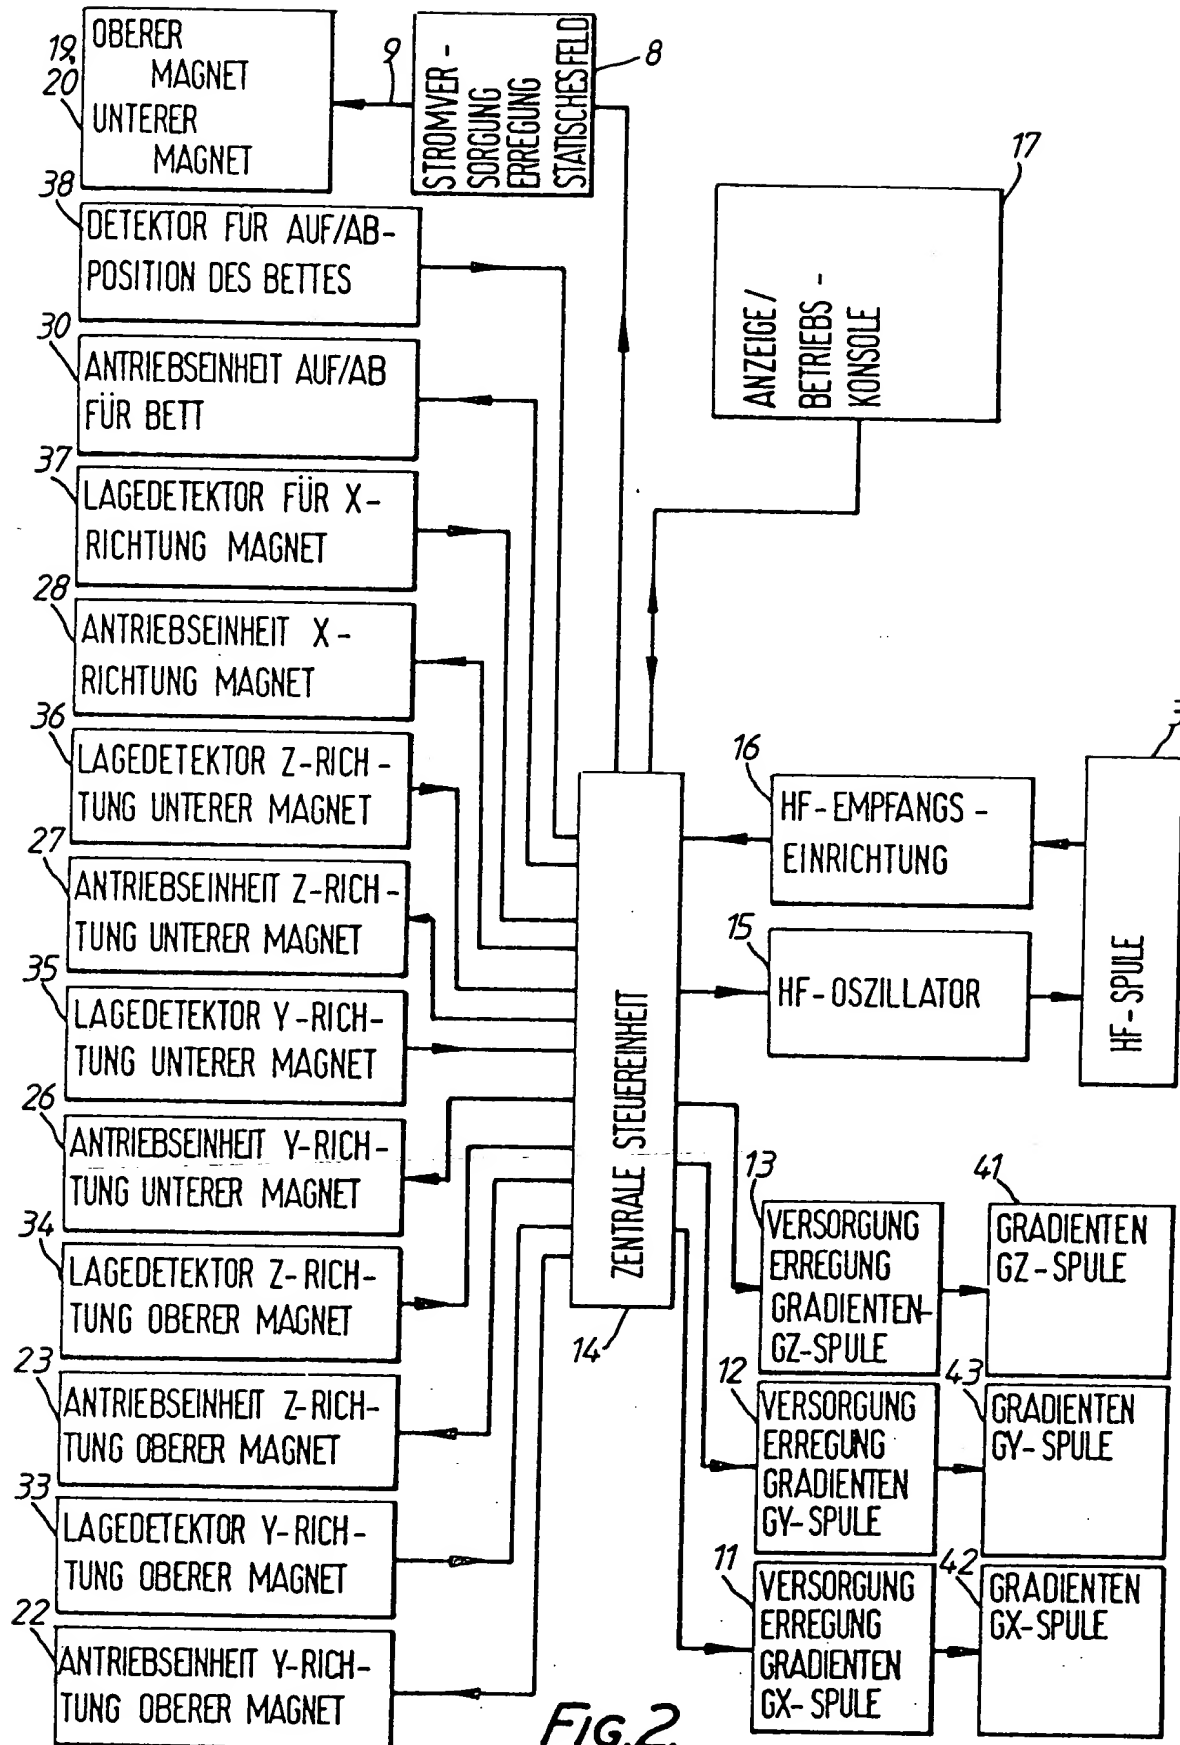 19,
20
OBERER
MAGNET
UNTERER
MAGNET
9
STROMVER-
SORGUNG
ERREGUNG
STATISCHESFELD
8
38
DETEKTOR FÜR AUF/AB-
POSITION DES BETTES
30
ANTRIEBSEINHEIT AUF/AB
FÜR BETT
37
LAGEDETEKTOR FÜR X-
RICHTUNG MAGNET
28
ANTRIEBSEINHEIT X-
RICHTUNG MAGNET
36
LAGEDETEKTOR Z-RICH-
TUNG UNTERER MAGNET
27
ANTRIEBSEINHEIT Z-RICH-
TUNG UNTERER MAGNET
35
LAGEDETEKTOR Y-RICH-
TUNG UNTERER MAGNET
26
ANTRIEBSEINHEIT Y-RICH-
TUNG UNTERER MAGNET
34
LAGEDETEKTOR Z-RICH-
TUNG OBERER MAGNET
23
ANTRIEBSEINHEIT Z-RICH-
TUNG OBERER MAGNET
33
LAGEDETEKTOR Y-RICH-
TUNG OBERER MAGNET
22
ANTRIEBSEINHEIT Y-RICH-
TUNG OBERER MAGNET
17
ANZEIGE/
BETRIEBS-
KONSOLE
ZENTRALE STEUEREINHEIT
14
16
HF-EMPFANGS-
EINRICHTUNG
15
HF-OSZILLATOR
HF-SPULE
13
VERSORGUNG
ERREGUNG
GRADIENTEN-
GZ-SPULE
41
GRADIENTEN
GZ-SPULE
12
VERSORGUNG
ERREGUNG
GRADIENTEN
GY-SPULE
43
GRADIENTEN
GY-SPULE
11
VERSORGUNG
ERREGUNG
GRADIENTEN
GX-SPULE
42
GRADIENTEN
GX-SPULE
FIG.2.